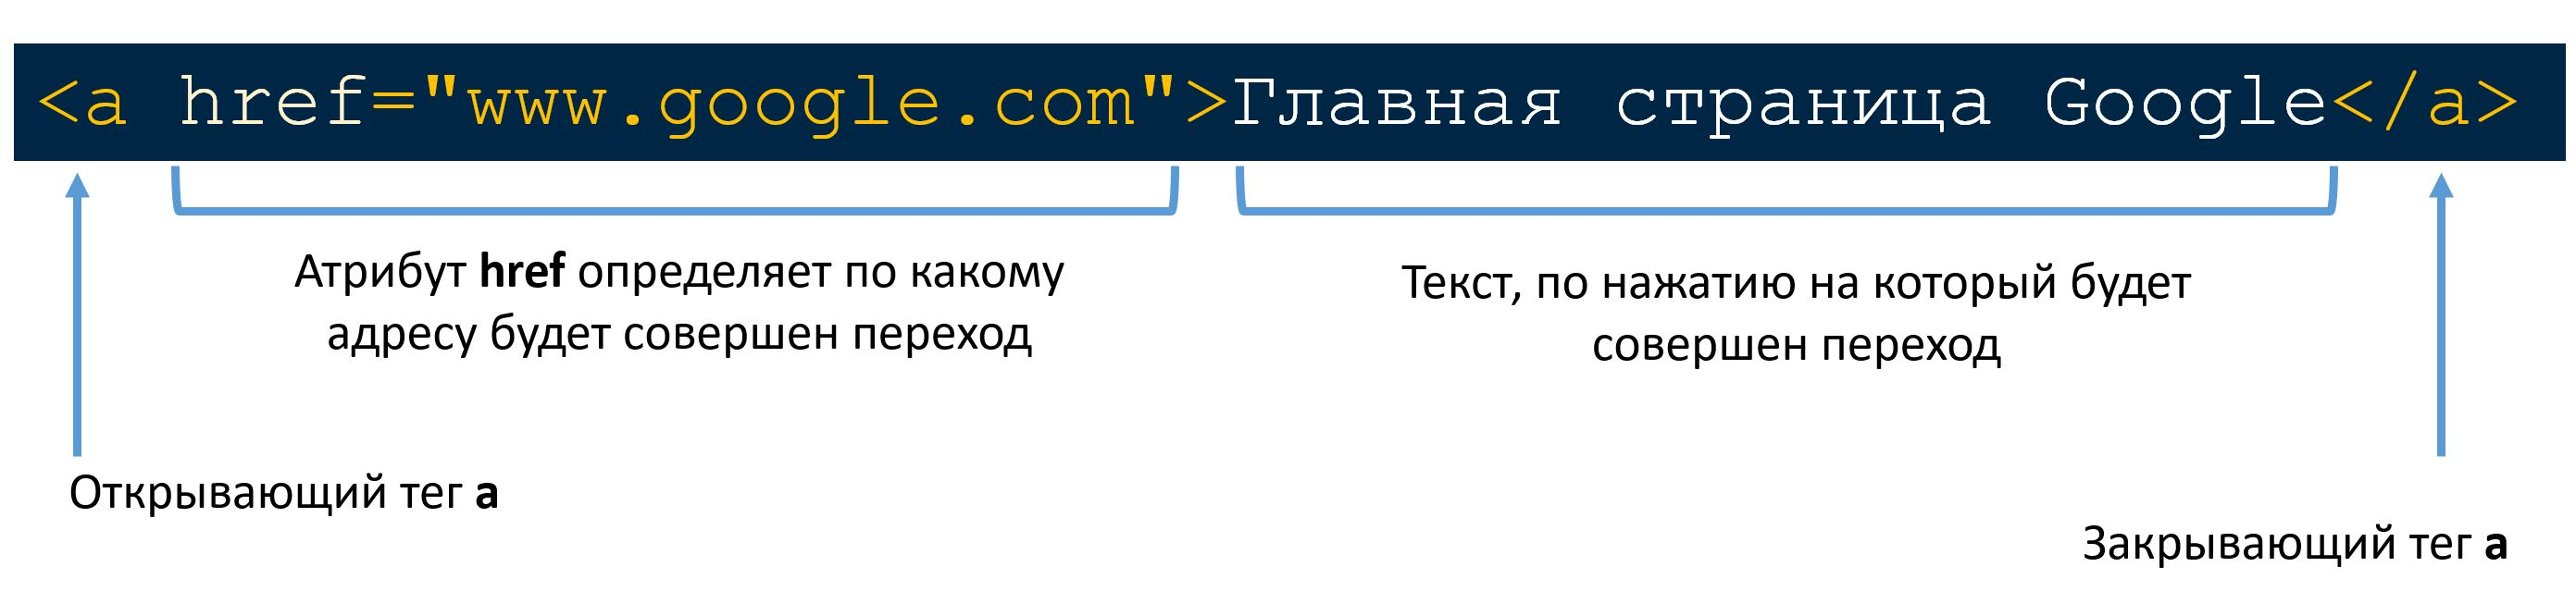 <a href="www.google.com">Главная страница Google</a>
Атрибут href определяет по какому
адресу будет совершен переход
Текст, по нажатию на который будет
совершен переход
Открывающий тег a
Закрывающий тег a